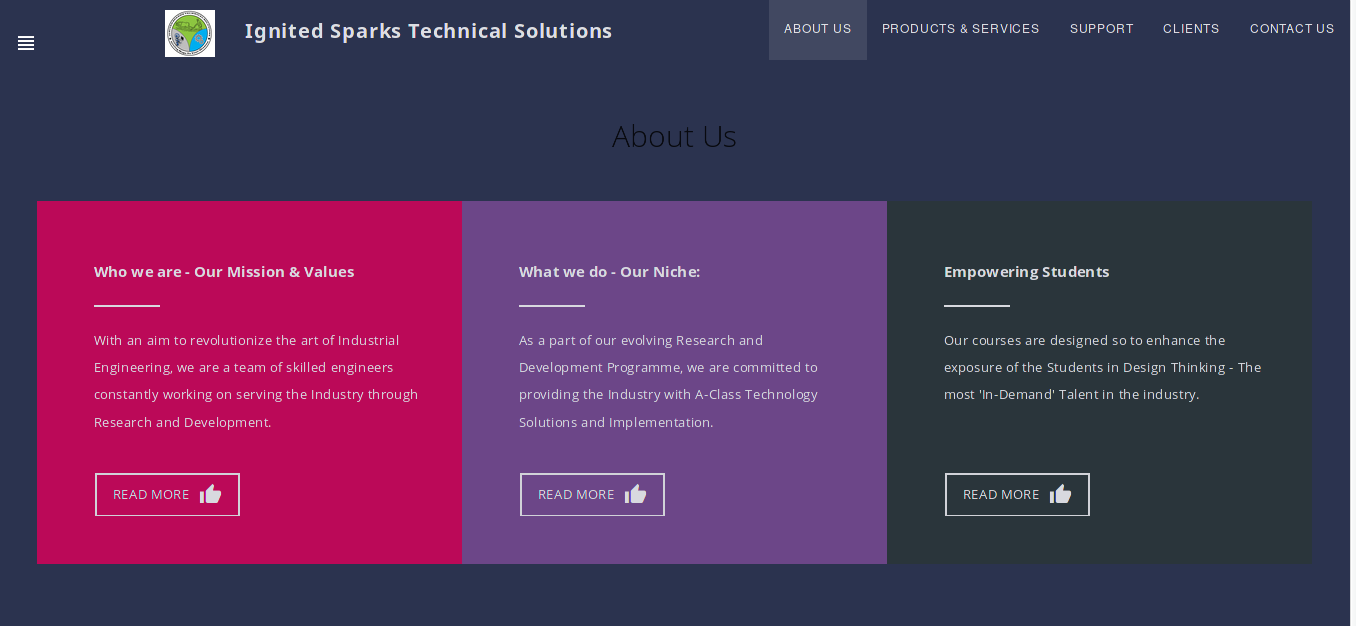 Ignited Sparks Technical Solutions
ABOUT US
PRODUCTS & SERVICES
SUPPORT
CLIENTS
CONTACT US
About Us
Who we are - Our Mission & Values
With an aim to revolutionize the art of Industrial
Engineering, we are a team of skilled engineers
constantly working on serving the Industry through
Research and Development.
READ MORE
What we do - Our Niche:
As a part of our evolving Research and
Development Programme, we are committed to
providing the Industry with A-Class Technology
Solutions and Implementation.
READ MORE
Empowering Students
Our courses are designed so to enhance the
exposure of the Students in Design Thinking - The
most 'In-Demand' Talent in the industry.
READ MORE